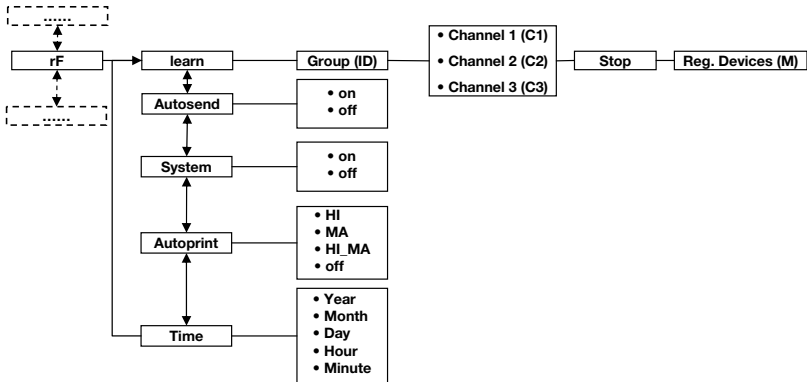 ......
rF
......
learn
Group (ID)
• Channel 1 (C1)
• Channel 2 (C2)
• Channel 3 (C3)
Stop
Reg. Devices (M)
Autosend
• on
• off
System
• on
• off
Autoprint
• HI
• MA
• HI_MA
• off
Time
• Year
• Month
• Day
• Hour
• Minute